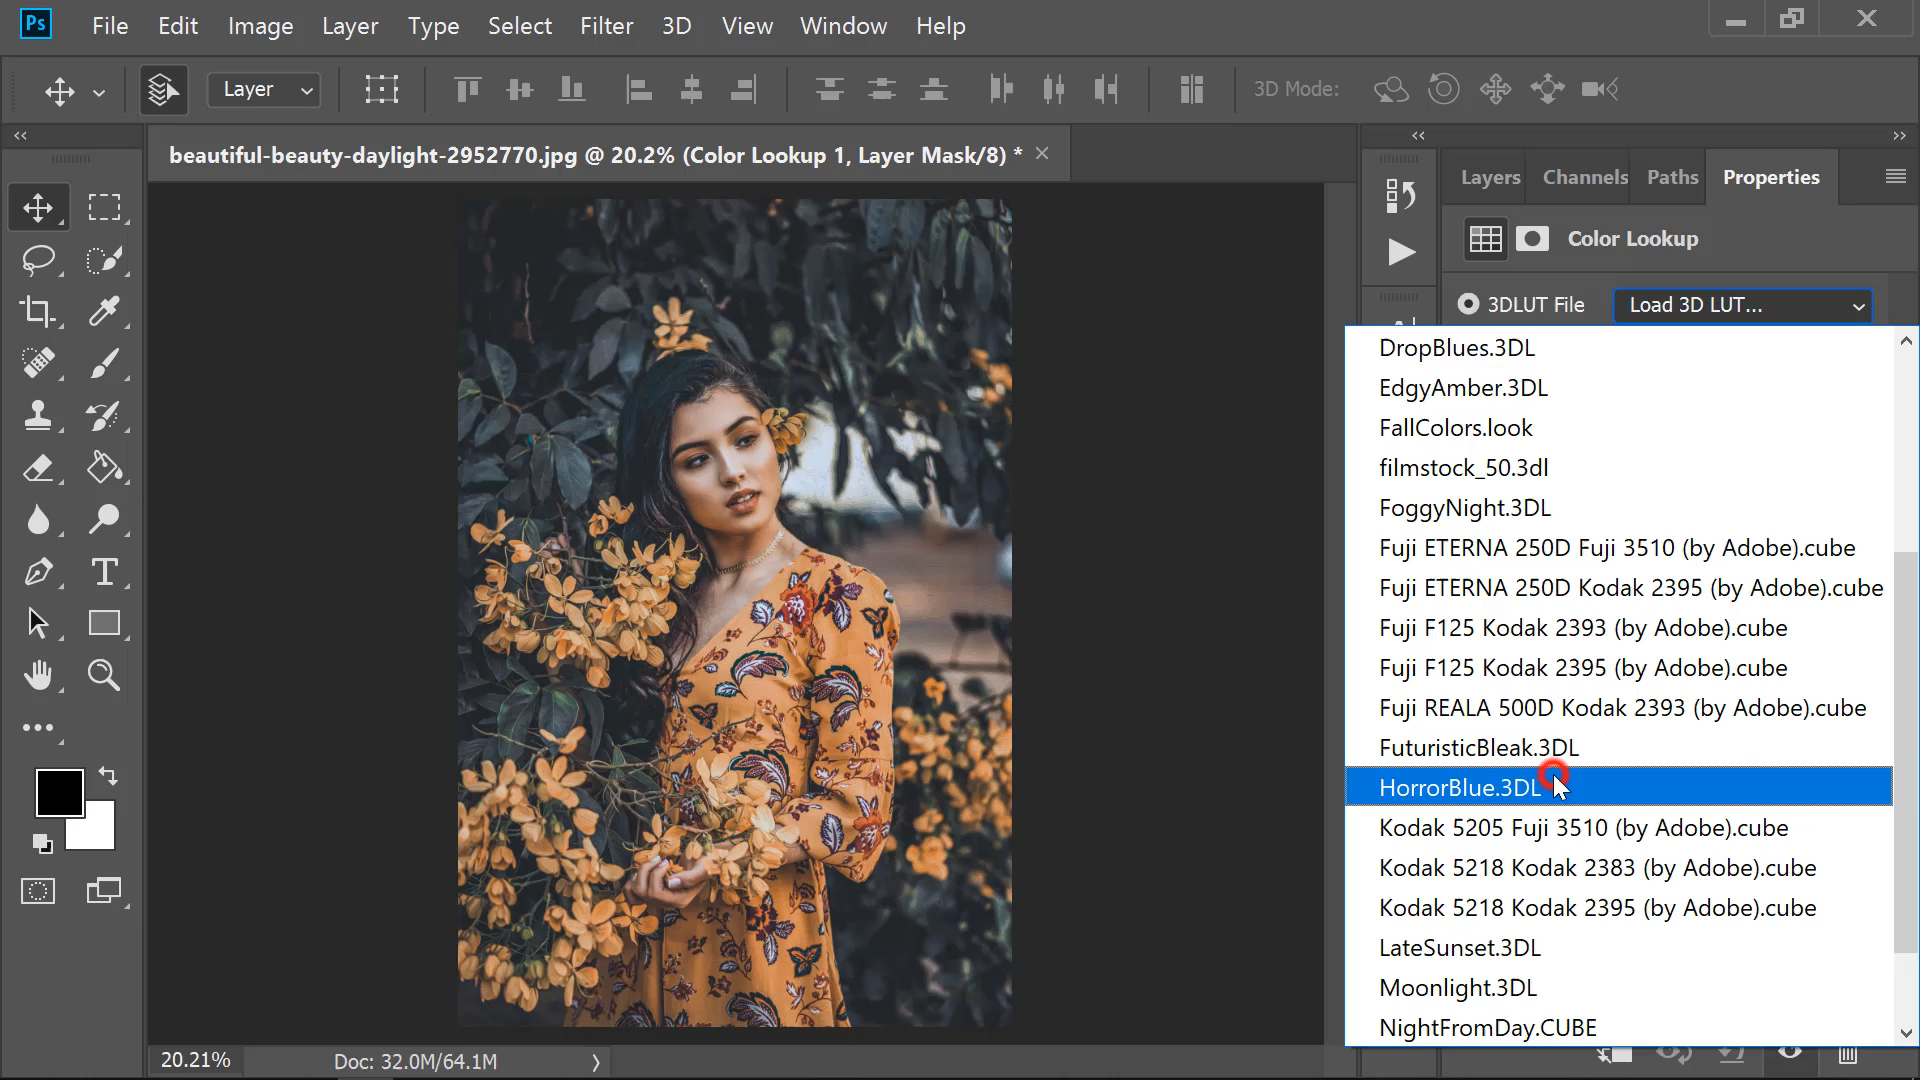 Ps File Edit Image Layer Type Select Filter 3D View Window Help
Layer 3D Mode:
beautiful-beauty-daylight-2952770.jpg @ 20.2% (Color Lookup 1, Layer Mask/8) *
Layers Channels Paths Properties
Color Lookup
3DLUT File Load 3D LUT...
DropBlues.3DL
EdgyAmber.3DL
FallColors.look
filmstock_50.3dl
FoggyNight.3DL
Fuji ETERNA 250D Fuji 3510 (by Adobe).cube
Fuji ETERNA 250D Kodak 2395 (by Adobe).cube
Fuji F125 Kodak 2393 (by Adobe).cube
Fuji F125 Kodak 2395 (by Adobe).cube
Fuji REALA 500D Kodak 2393 (by Adobe).cube
FuturisticBleak.3DL
HorrorBlue.3DL
Kodak 5205 Fuji 3510 (by Adobe).cube
Kodak 5218 Kodak 2383 (by Adobe).cube
Kodak 5218 Kodak 2395 (by Adobe).cube
LateSunset.3DL
Moonlight.3DL
NightFromDay.CUBE
20.21% Doc: 32.0M/64.1M